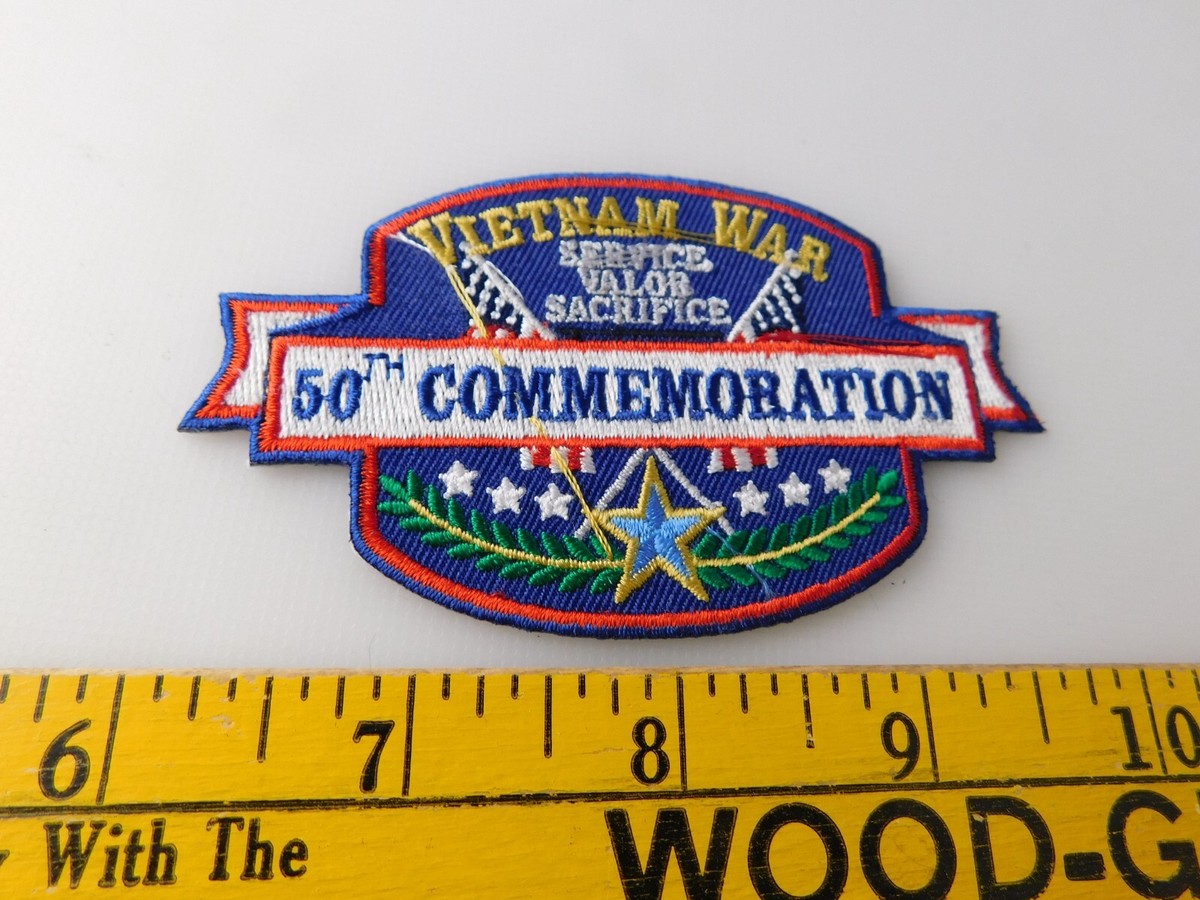 VIETNAM WAR
SERVICE
VALOR
SACRIFICE
50TH COMMEMORATION
6 7 8 9 10
With The
WOOD-G